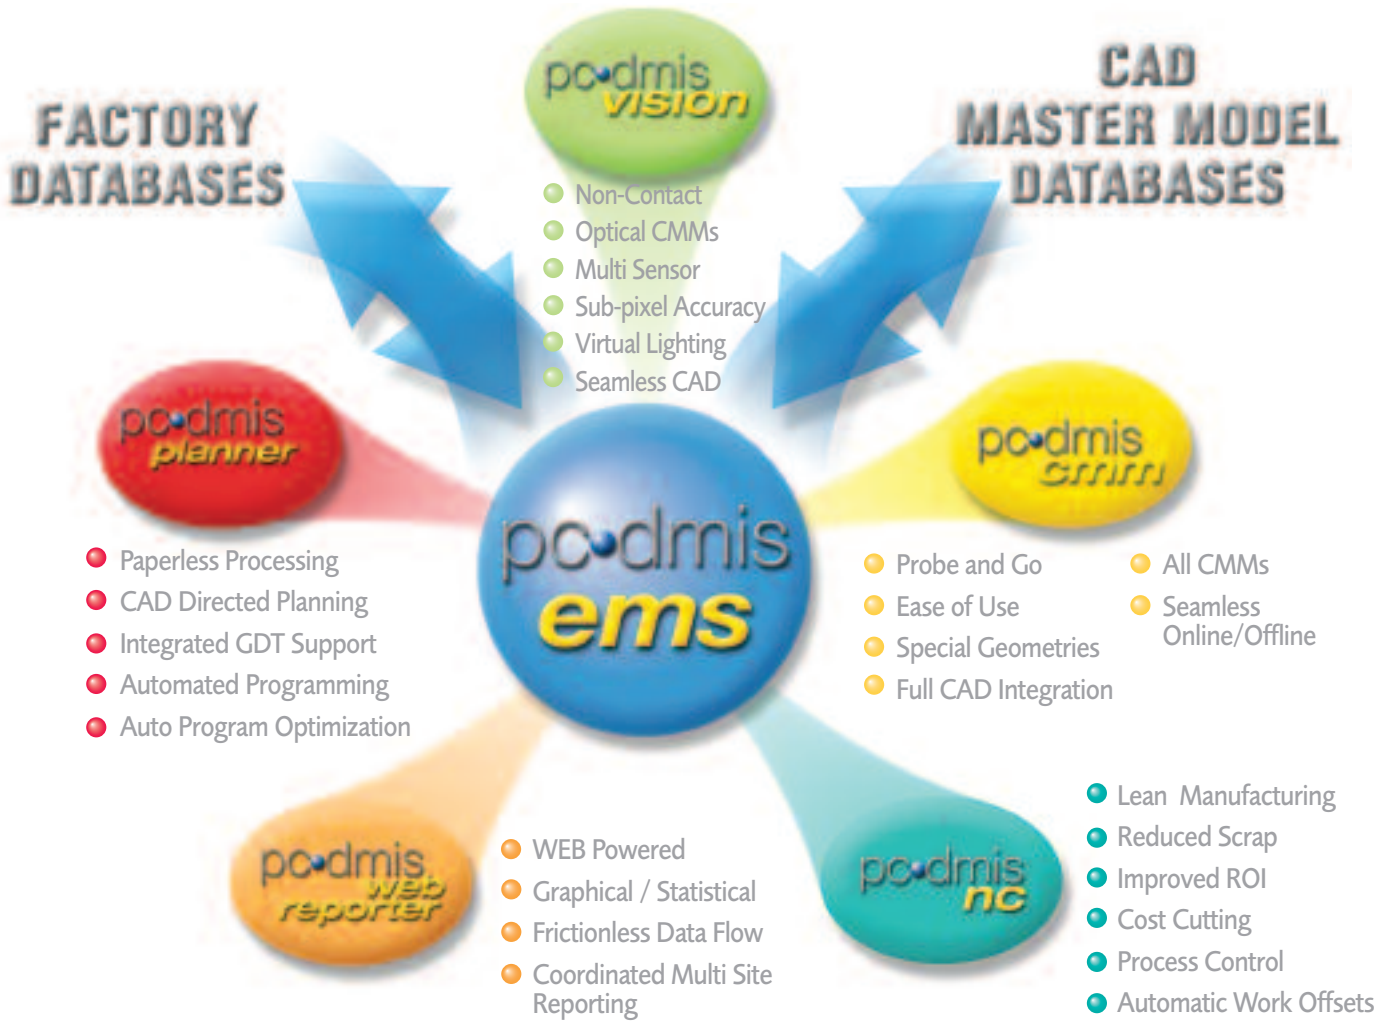 FACTORY
DATABASES
pc•dmis
vision
CAD
MASTER MODEL
DATABASES
Non-Contact
Optical CMMs
Multi Sensor
Sub-pixel Accuracy
Virtual Lighting
Seamless CAD
pc•dmis
planner
Paperless Processing
CAD Directed Planning
Integrated GDT Support
Automated Programming
Auto Program Optimization
pc•dmis
ems
pc•dmis
cmm
Probe and Go
Ease of Use
Special Geometries
Full CAD Integration
All CMMs
Seamless
Online/Offline
pc•dmis
web
reporter
WEB Powered
Graphical / Statistical
Frictionless Data Flow
Coordinated Multi Site
Reporting
pc•dmis
nc
Lean Manufacturing
Reduced Scrap
Improved ROI
Cost Cutting
Process Control
Automatic Work Offsets